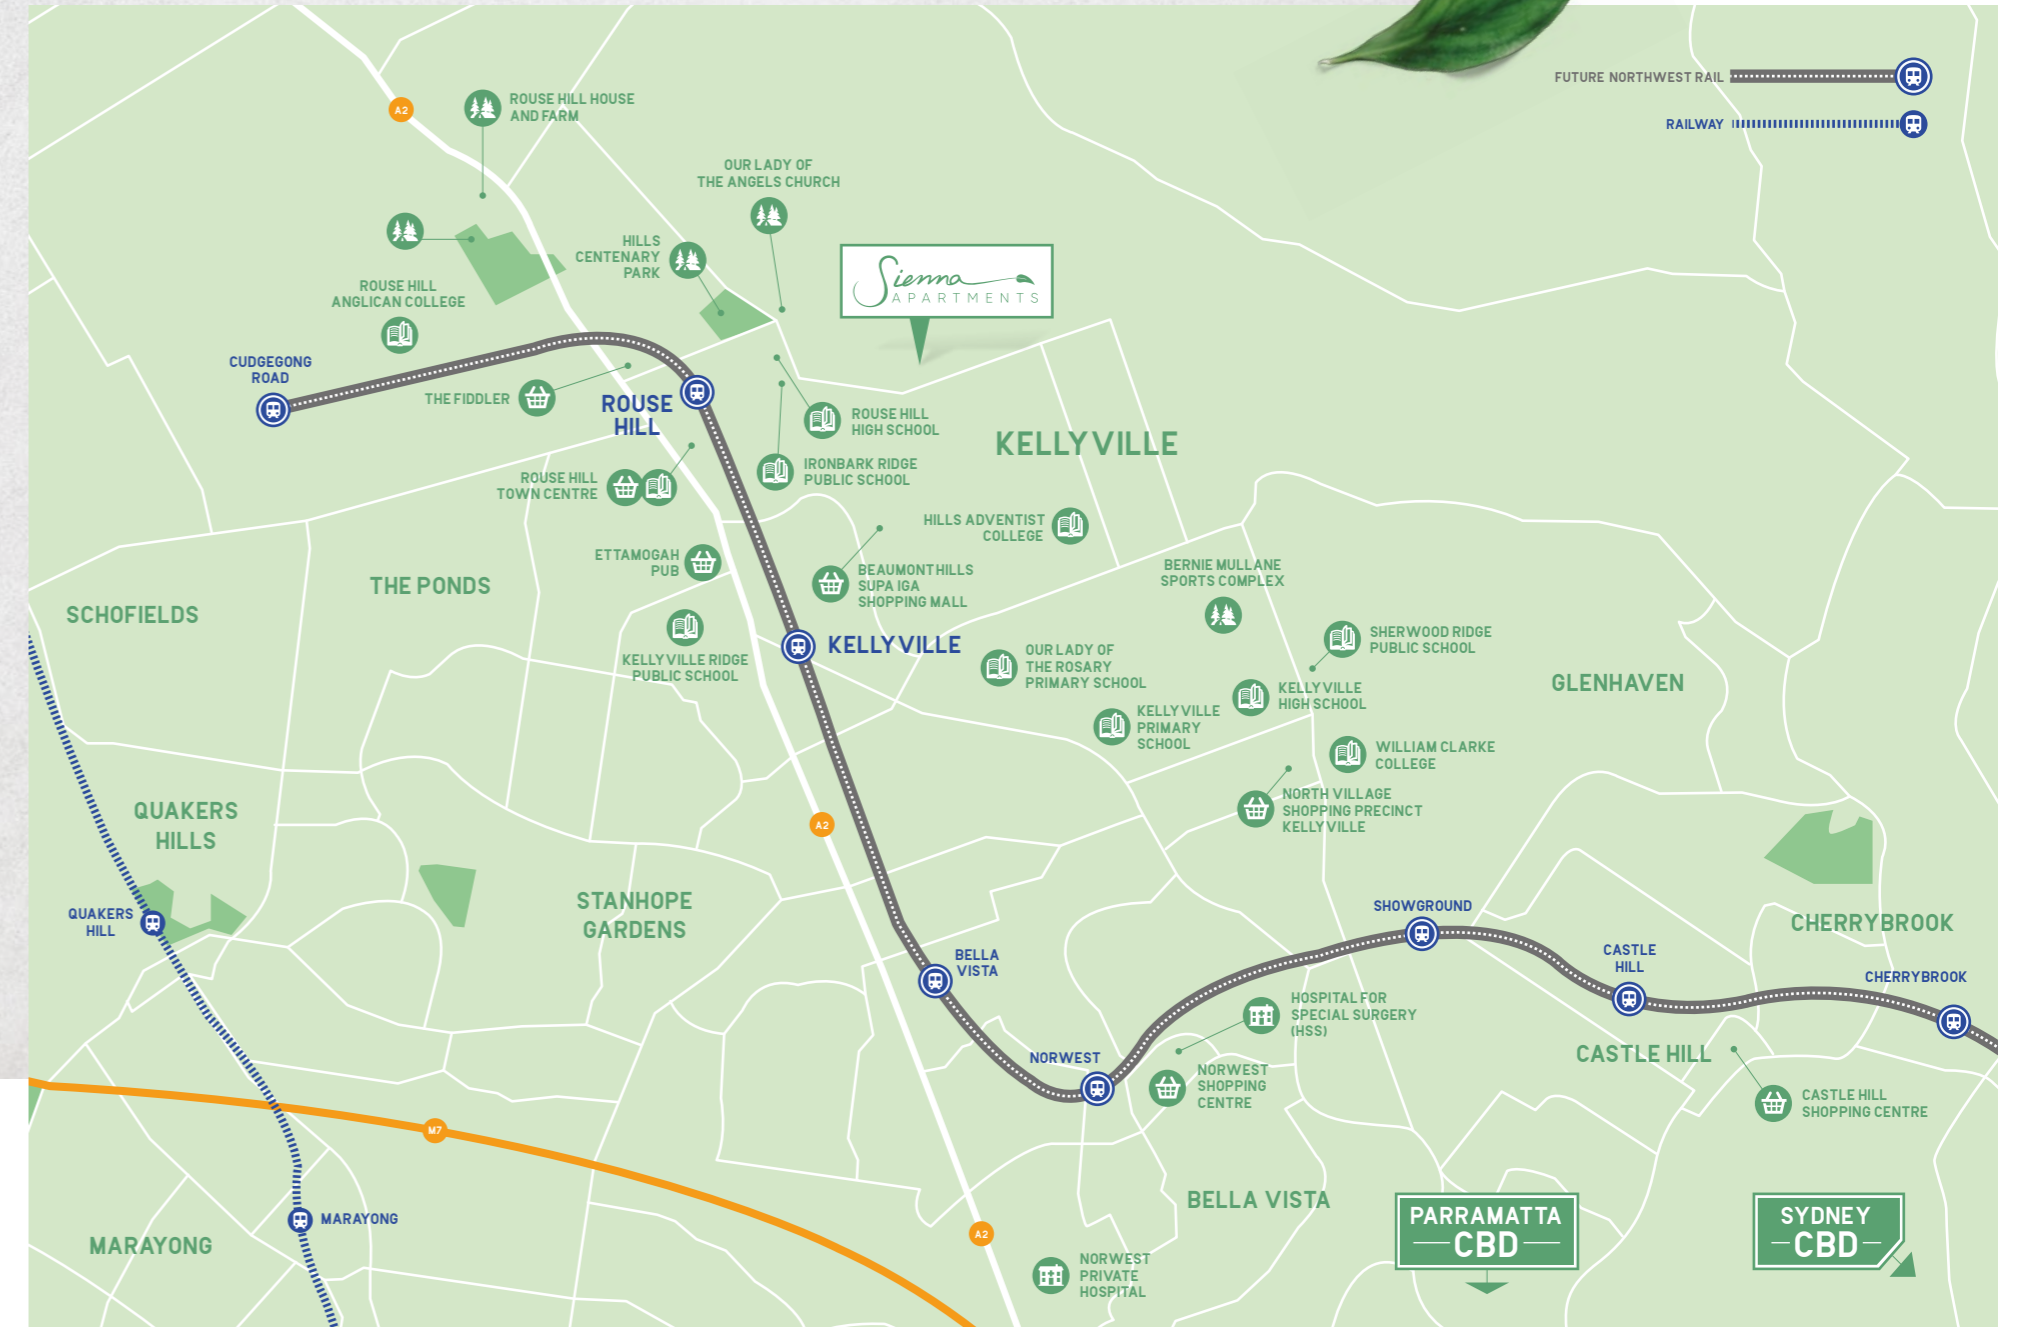 FUTURE NORTHWEST RAIL
RAILWAY
A2
ROUSE HILL HOUSE
AND FARM
OUR LADY OF
THE ANGELS CHURCH
HILLS
CENTENARY
PARK
Sienna
APARTMENTS
ROUSE HILL
ANGLICAN COLLEGE
CUDGEGONG
ROAD
THE FIDDLER
ROUSE
HILL
ROUSE HILL
HIGH SCHOOL
KELLYVILLE
IRONBARK RIDGE
PUBLIC SCHOOL
ROUSE HILL
TOWN CENTRE
HILLS ADVENTIST
COLLEGE
ETTAMOGAH
PUB
BEAUMONT HILLS
SUPA IGA
SHOPPING MALL
BERNIE MULLANE
SPORTS COMPLEX
THE PONDS
SCHOFIELDS
KELLYVILLE RIDGE
PUBLIC SCHOOL
KELLYVILLE
OUR LADY OF
THE ROSARY
PRIMARY SCHOOL
SHERWOOD RIDGE
PUBLIC SCHOOL
KELLYVILLE
HIGH SCHOOL
GLENHAVEN
KELLYVILLE
PRIMARY
SCHOOL
WILLIAM CLARKE
COLLEGE
NORTH VILLAGE
SHOPPING PRECINCT
KELLYVILLE
QUAKERS
HILLS
A2
STANHOPE
GARDENS
QUAKERS
HILL
SHOWGROUND
CHERRYBROOK
BELLA
VISTA
CASTLE
HILL
CHERRYBROOK
HOSPITAL FOR
SPECIAL SURGERY
(HSS)
NORWEST
NORWEST
SHOPPING
CENTRE
CASTLE HILL
CASTLE HILL
SHOPPING CENTRE
M7
MARAYONG
MARAYONG
A2
BELLA VISTA
PARRAMATTA
CBD
SYDNEY
CBD
NORWEST
PRIVATE
HOSPITAL